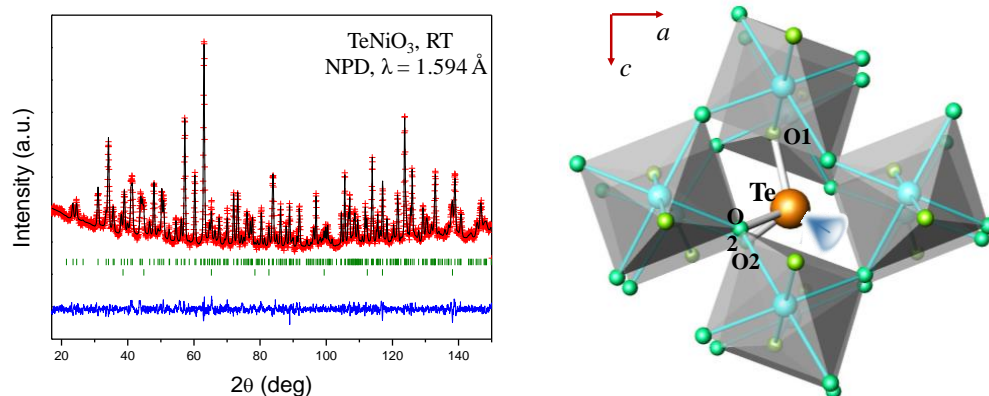 TeNiO3, RT
NPD, λ = 1.594 Å
Intensity (a.u.)
20 40 60 80 100 120 140
2θ (deg)
a
c
O1
Te
O
2
O2